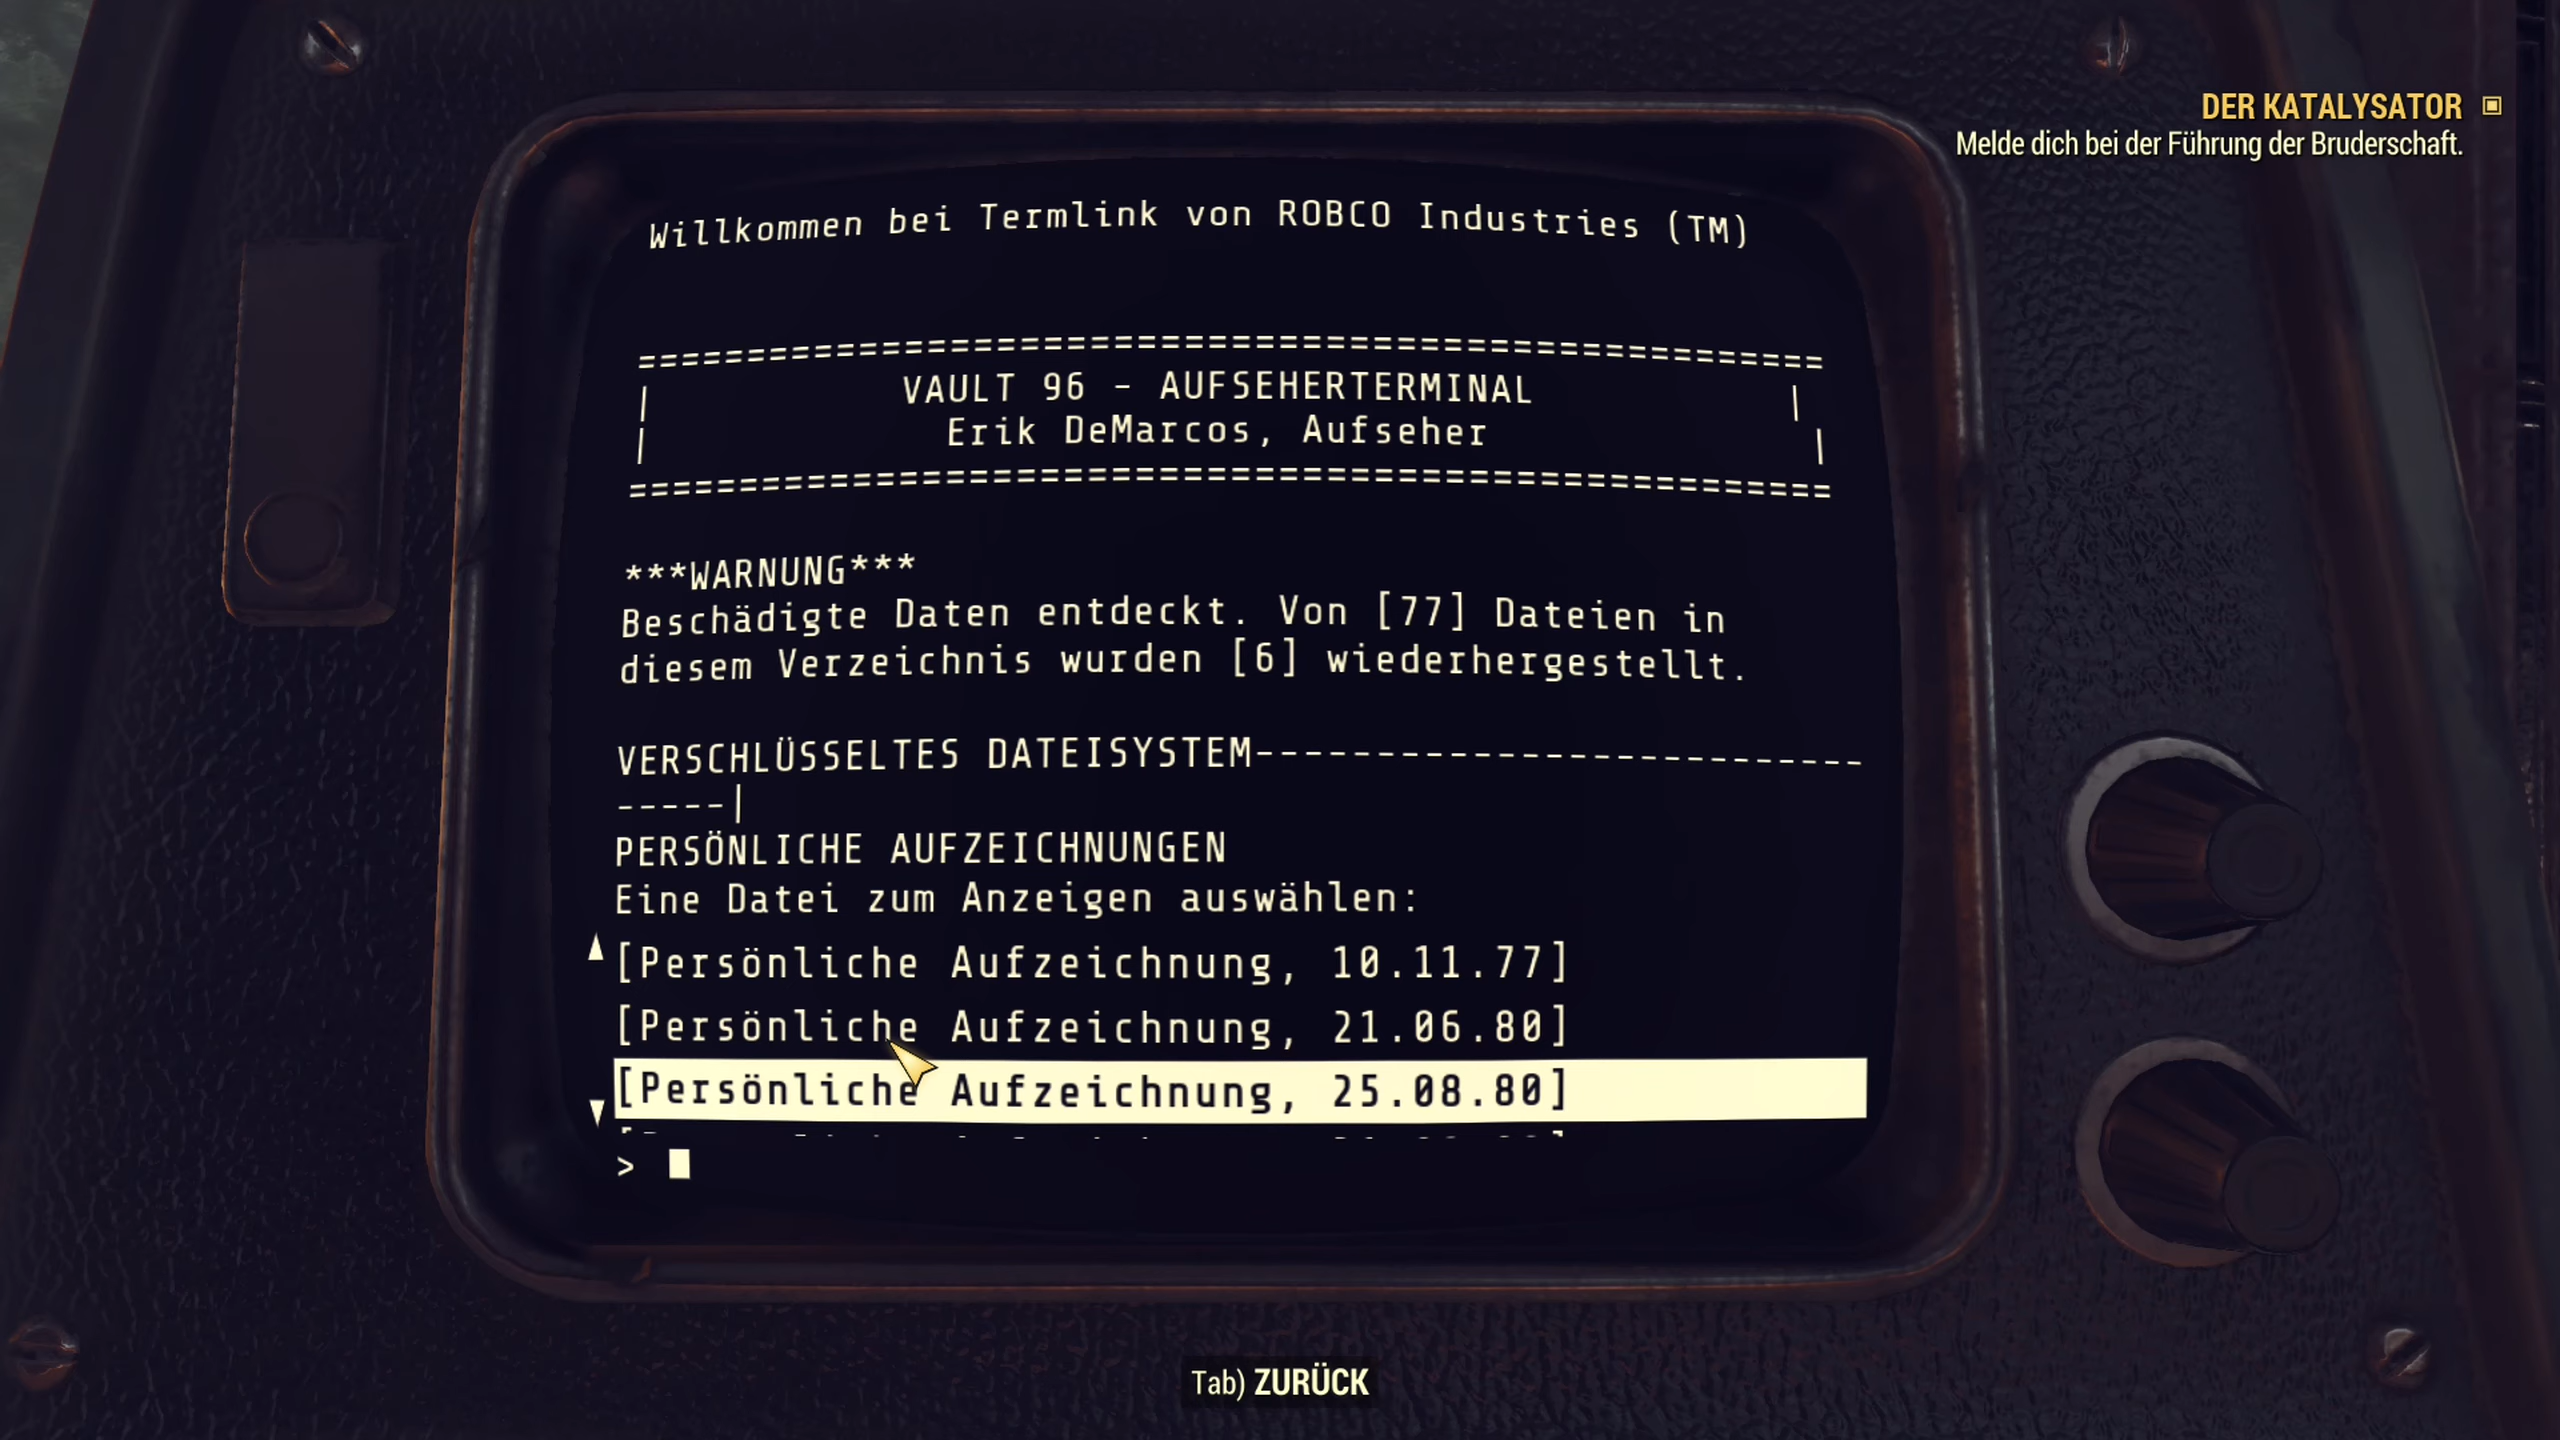 DER KATALYSATOR
Melde dich bei der Führung der Bruderschaft.
Willkommen bei Termlink von ROBCO Industries (TM)
=======================================================
| VAULT 96 - AUFSEHERTERMINAL |
| Erik DeMarcos, Aufseher |
=======================================================
***WARNUNG***
Beschädigte Daten entdeckt. Von [77] Dateien in
diesem Verzeichnis wurden [6] wiederhergestellt.
VERSCHLÜSSELTES DATEISYSTEM---------------------------
-----|
PERSÖNLICHE AUFZEICHNUNGEN
Eine Datei zum Anzeigen auswählen:
[Persönliche Aufzeichnung, 10.11.77]
[Persönliche Aufzeichnung, 21.06.80]
[Persönliche Aufzeichnung, 25.08.80]
>
Tab) ZURÜCK